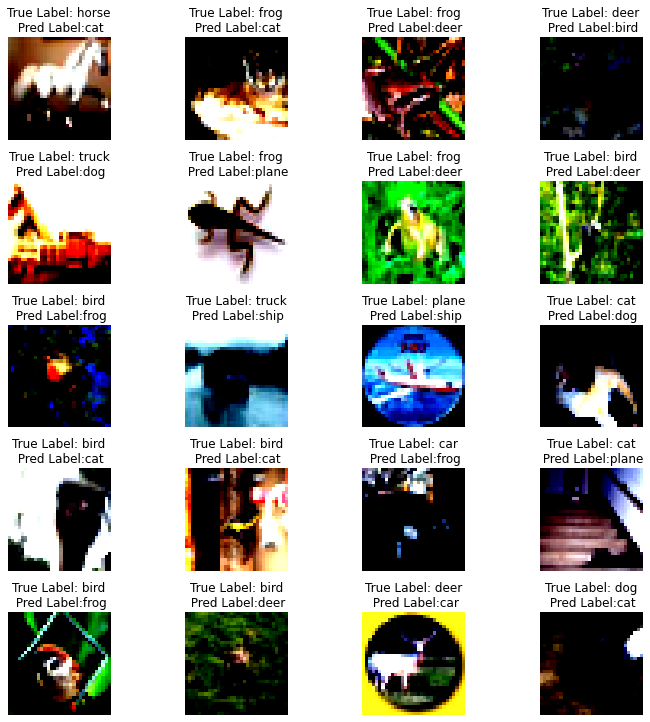 True Label: horse
Pred Label:cat
True Label: frog
Pred Label:cat
True Label: frog
Pred Label:deer
True Label: deer
Pred Label:bird
True Label: truck
Pred Label:dog
True Label: frog
Pred Label:plane
True Label: frog
Pred Label:deer
True Label: bird
Pred Label:deer
True Label: bird
Pred Label:frog
True Label: truck
Pred Label:ship
True Label: plane
Pred Label:ship
True Label: cat
Pred Label:dog
True Label: bird
Pred Label:cat
True Label: bird
Pred Label:cat
True Label: car
Pred Label:frog
True Label: cat
Pred Label:plane
True Label: bird
Pred Label:frog
True Label: bird
Pred Label:deer
True Label: deer
Pred Label:car
True Label: dog
Pred Label:cat